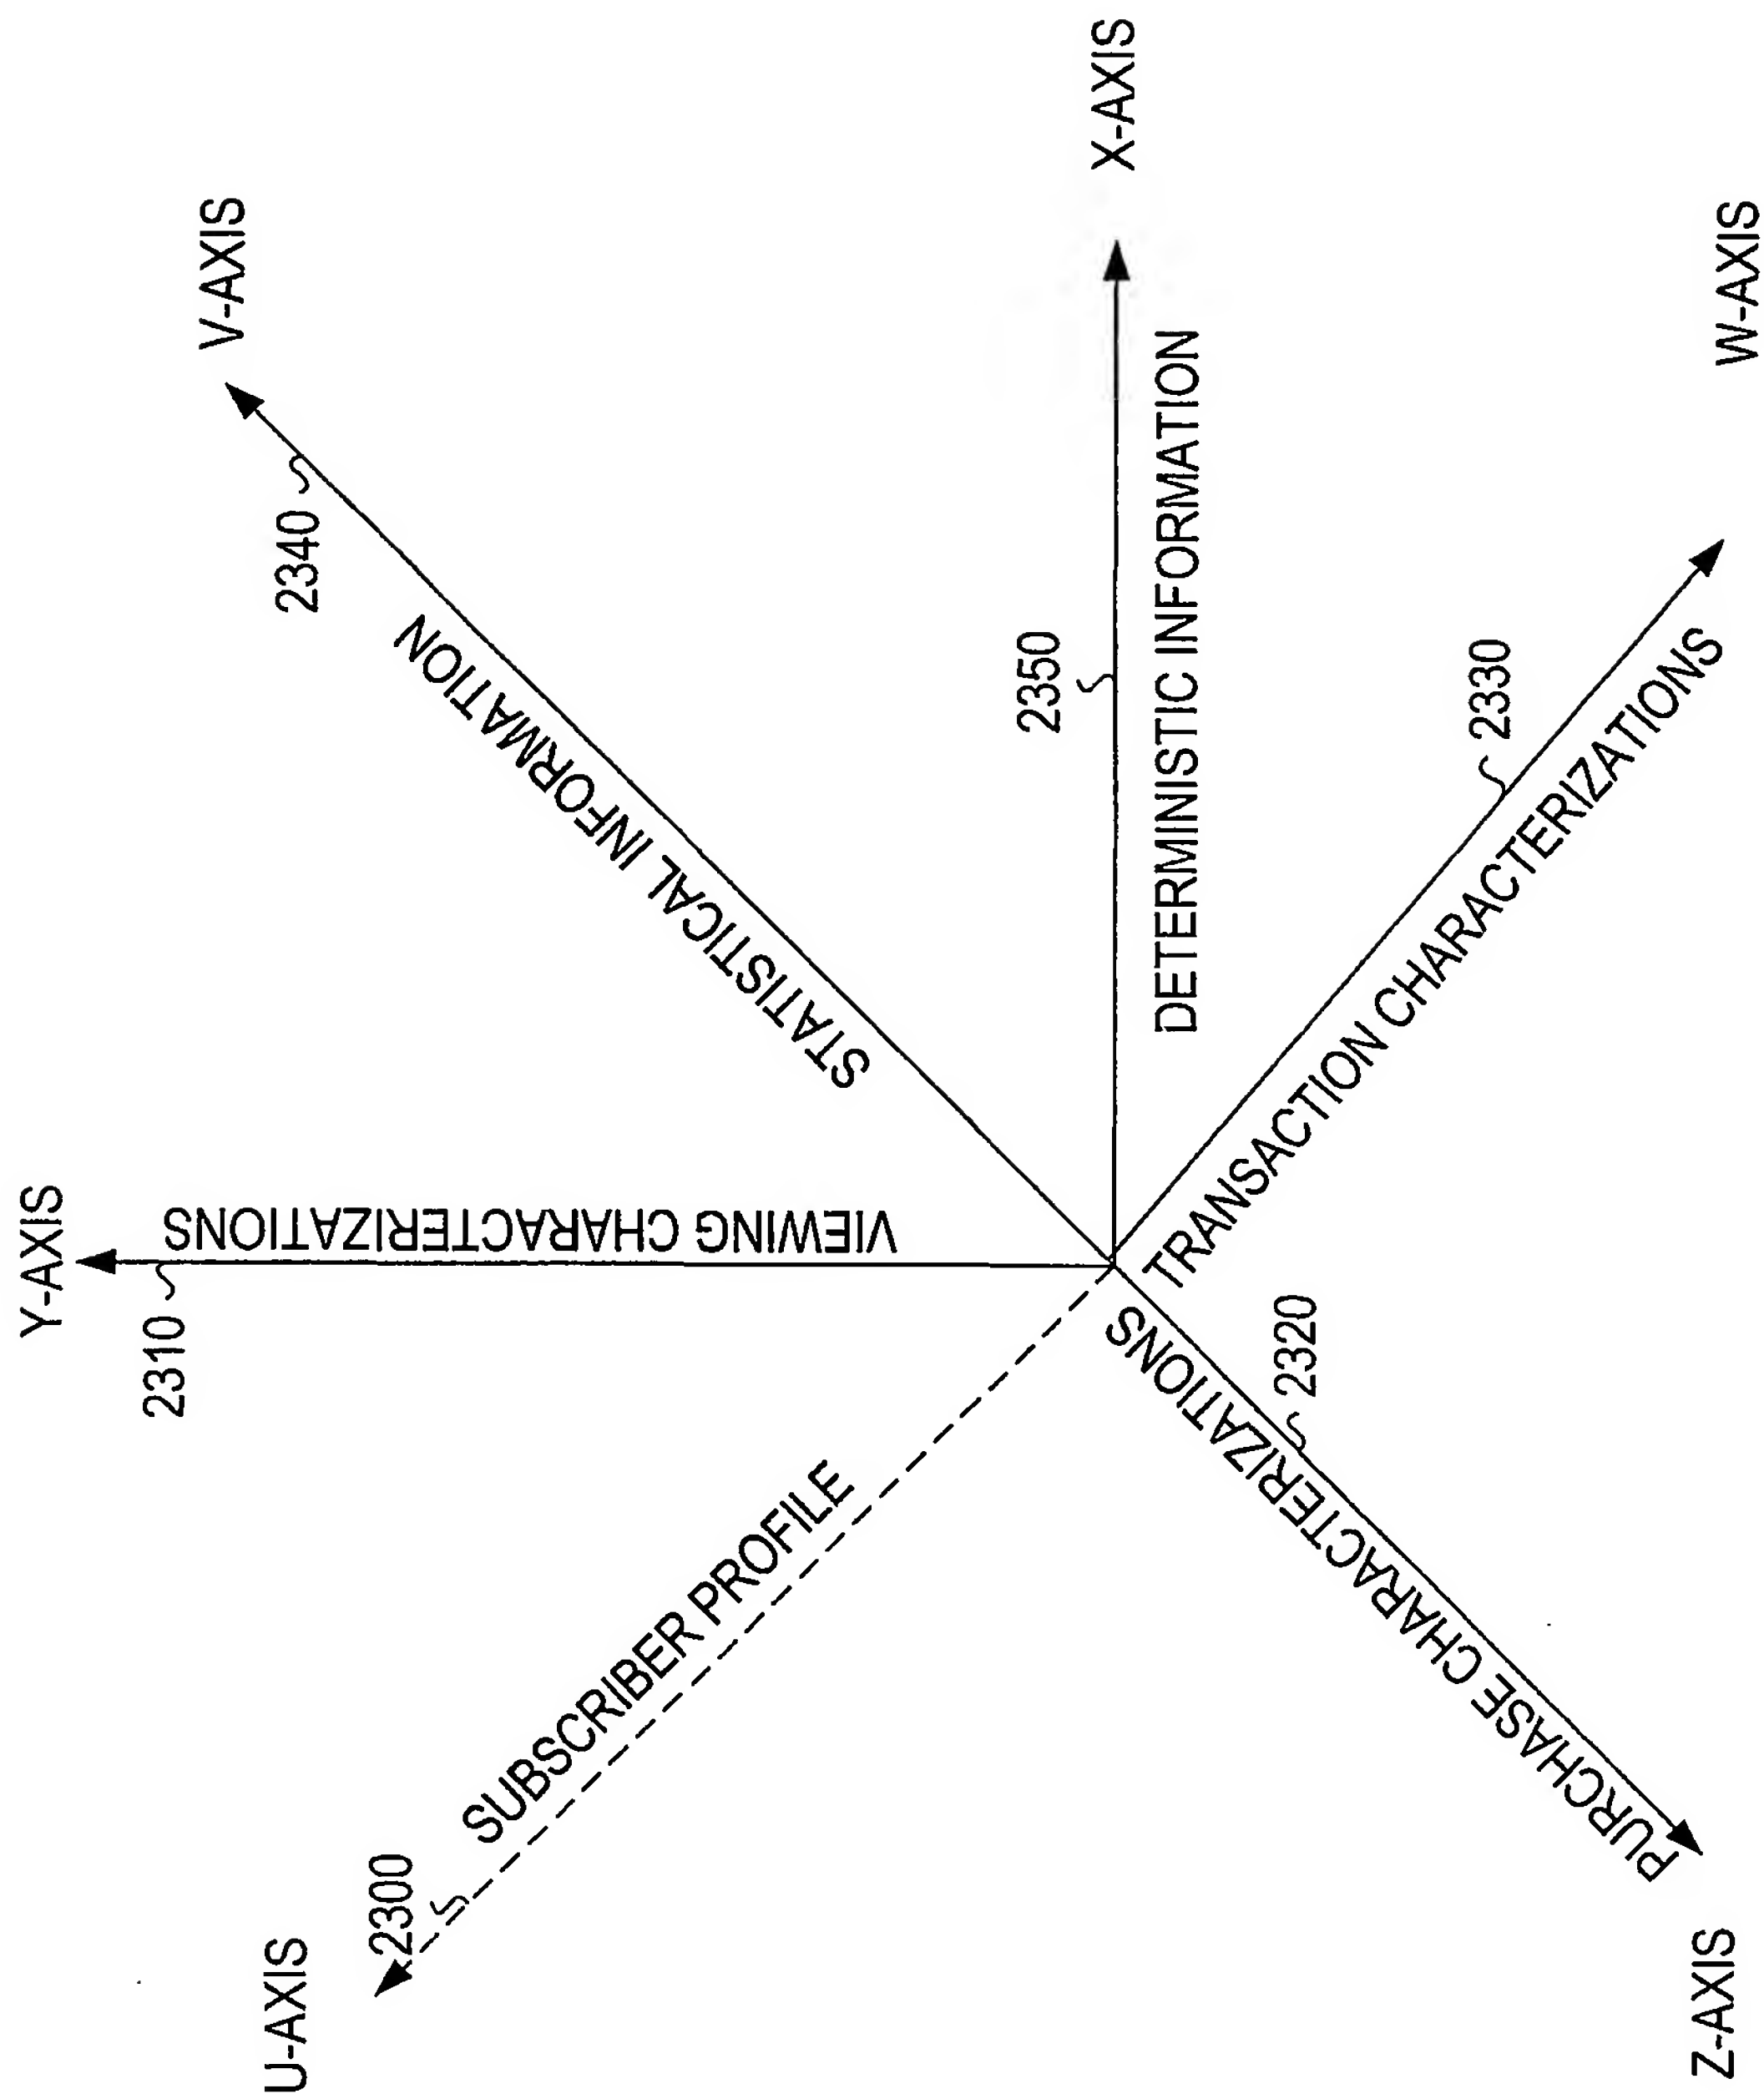 Y-AXIS
2310
VIEWING CHARACTERIZATIONS
V-AXIS
2340
STATISTICAL INFORMATION
U-AXIS
2300
SUBSCRIBER PROFILE
X-AXIS
2350
DETERMINISTIC INFORMATION
2330
TRANSACTION CHARACTERIZATIONS
W-AXIS
2320
PURCHASE CHARACTERIZATIONS
Z-AXIS